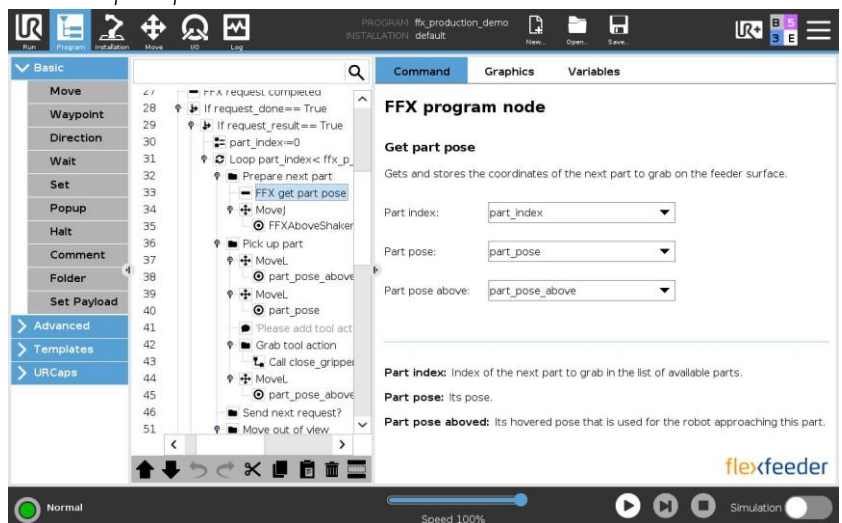 PROGRAM ffx_production_demo
INSTALLATION default
Run Program Installation Move I/O Log
New... Open... Save...
B 5
3 E
Basic
Move
Waypoint
Direction
Wait
Set
Popup
Halt
Comment
Folder
Set Payload
Advanced
Templates
URCaps
27 FFX request completed
28 If request_done== True
29 If request_result== True
30 part_index:=0
31 Loop part_index< ffx_p_
32 Prepare next part
33 FFX get part pose
34 MoveJ
35 FFXAboveShaker
36 Pick up part
37 MoveL
38 part_pose_above
39 MoveL
40 part_pose
41 'Please add tool act
42 Grab tool action
43 Call close_gripper
44 MoveL
45 part_pose_above
46 Send next request?
51 Move out of view
Command Graphics Variables
FFX program node
Get part pose
Gets and stores the coordinates of the next part to grab on the feeder surface.
Part index: part_index
Part pose: part_pose
Part pose above: part_pose_above
Part index: Index of the next part to grab in the list of available parts.
Part pose: Its pose.
Part pose aboved: Its hovered pose that is used for the robot approaching this part.
flexfeeder
Normal
Speed 100%
Simulation